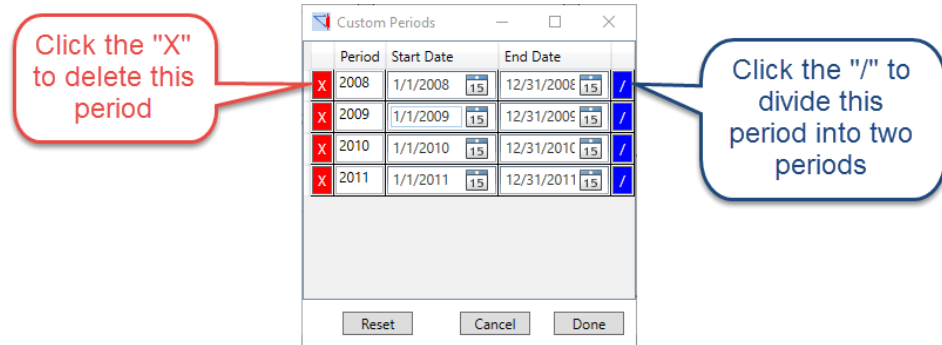 Custom Periods
Click the "X"
to delete this
period
Period Start Date End Date
X 2008 1/1/2008 15 12/31/2008 15 /
X 2009 1/1/2009 15 12/31/2009 15 /
X 2010 1/1/2010 15 12/31/2010 15 /
X 2011 1/1/2011 15 12/31/2011 15 /
Click the "/" to
divide this
period into two
periods
Reset Cancel Done